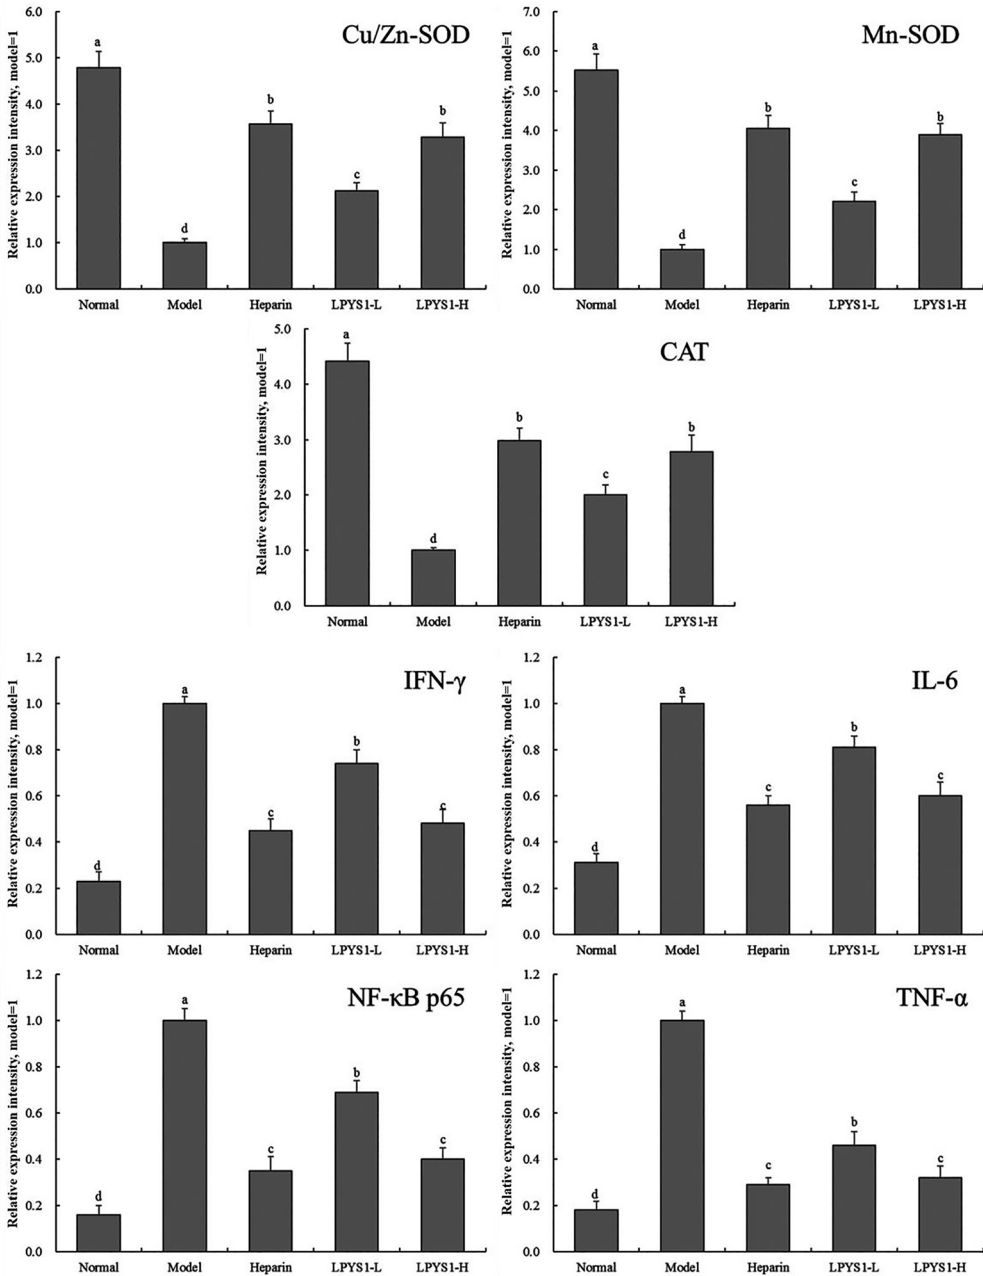 Cu/Zn-SOD
Relative expression intensity, model=1
6.0
5.0
4.0
3.0
2.0
1.0
0.0
a
d
b
c
b
Normal Model Heparin LPYS1-L LPYS1-H
Mn-SOD
Relative expression intensity, model=1
7.0
6.0
5.0
4.0
3.0
2.0
1.0
0.0
a
d
b
c
b
Normal Model Heparin LPYS1-L LPYS1-H
CAT
Relative expression intensity, model=1
5.0
4.0
3.0
2.0
1.0
0.0
a
d
b
c
b
Normal Model Heparin LPYS1-L LPYS1-H
IFN-γ
Relative expression intensity, model=1
1.2
1.0
0.8
0.6
0.4
0.2
0.0
d
a
c
b
c
Normal Model Heparin LPYS1-L LPYS1-H
IL-6
Relative expression intensity, model=1
1.2
1.0
0.8
0.6
0.4
0.2
0.0
d
a
c
b
c
Normal Model Heparin LPYS1-L LPYS1-H
NF-κB p65
Relative expression intensity, model=1
1.2
1.0
0.8
0.6
0.4
0.2
0.0
d
a
c
b
c
Normal Model Heparin LPYS1-L LPYS1-H
TNF-α
Relative expression intensity, model=1
1.2
1.0
0.8
0.6
0.4
0.2
0.0
d
a
c
b
c
Normal Model Heparin LPYS1-L LPYS1-H